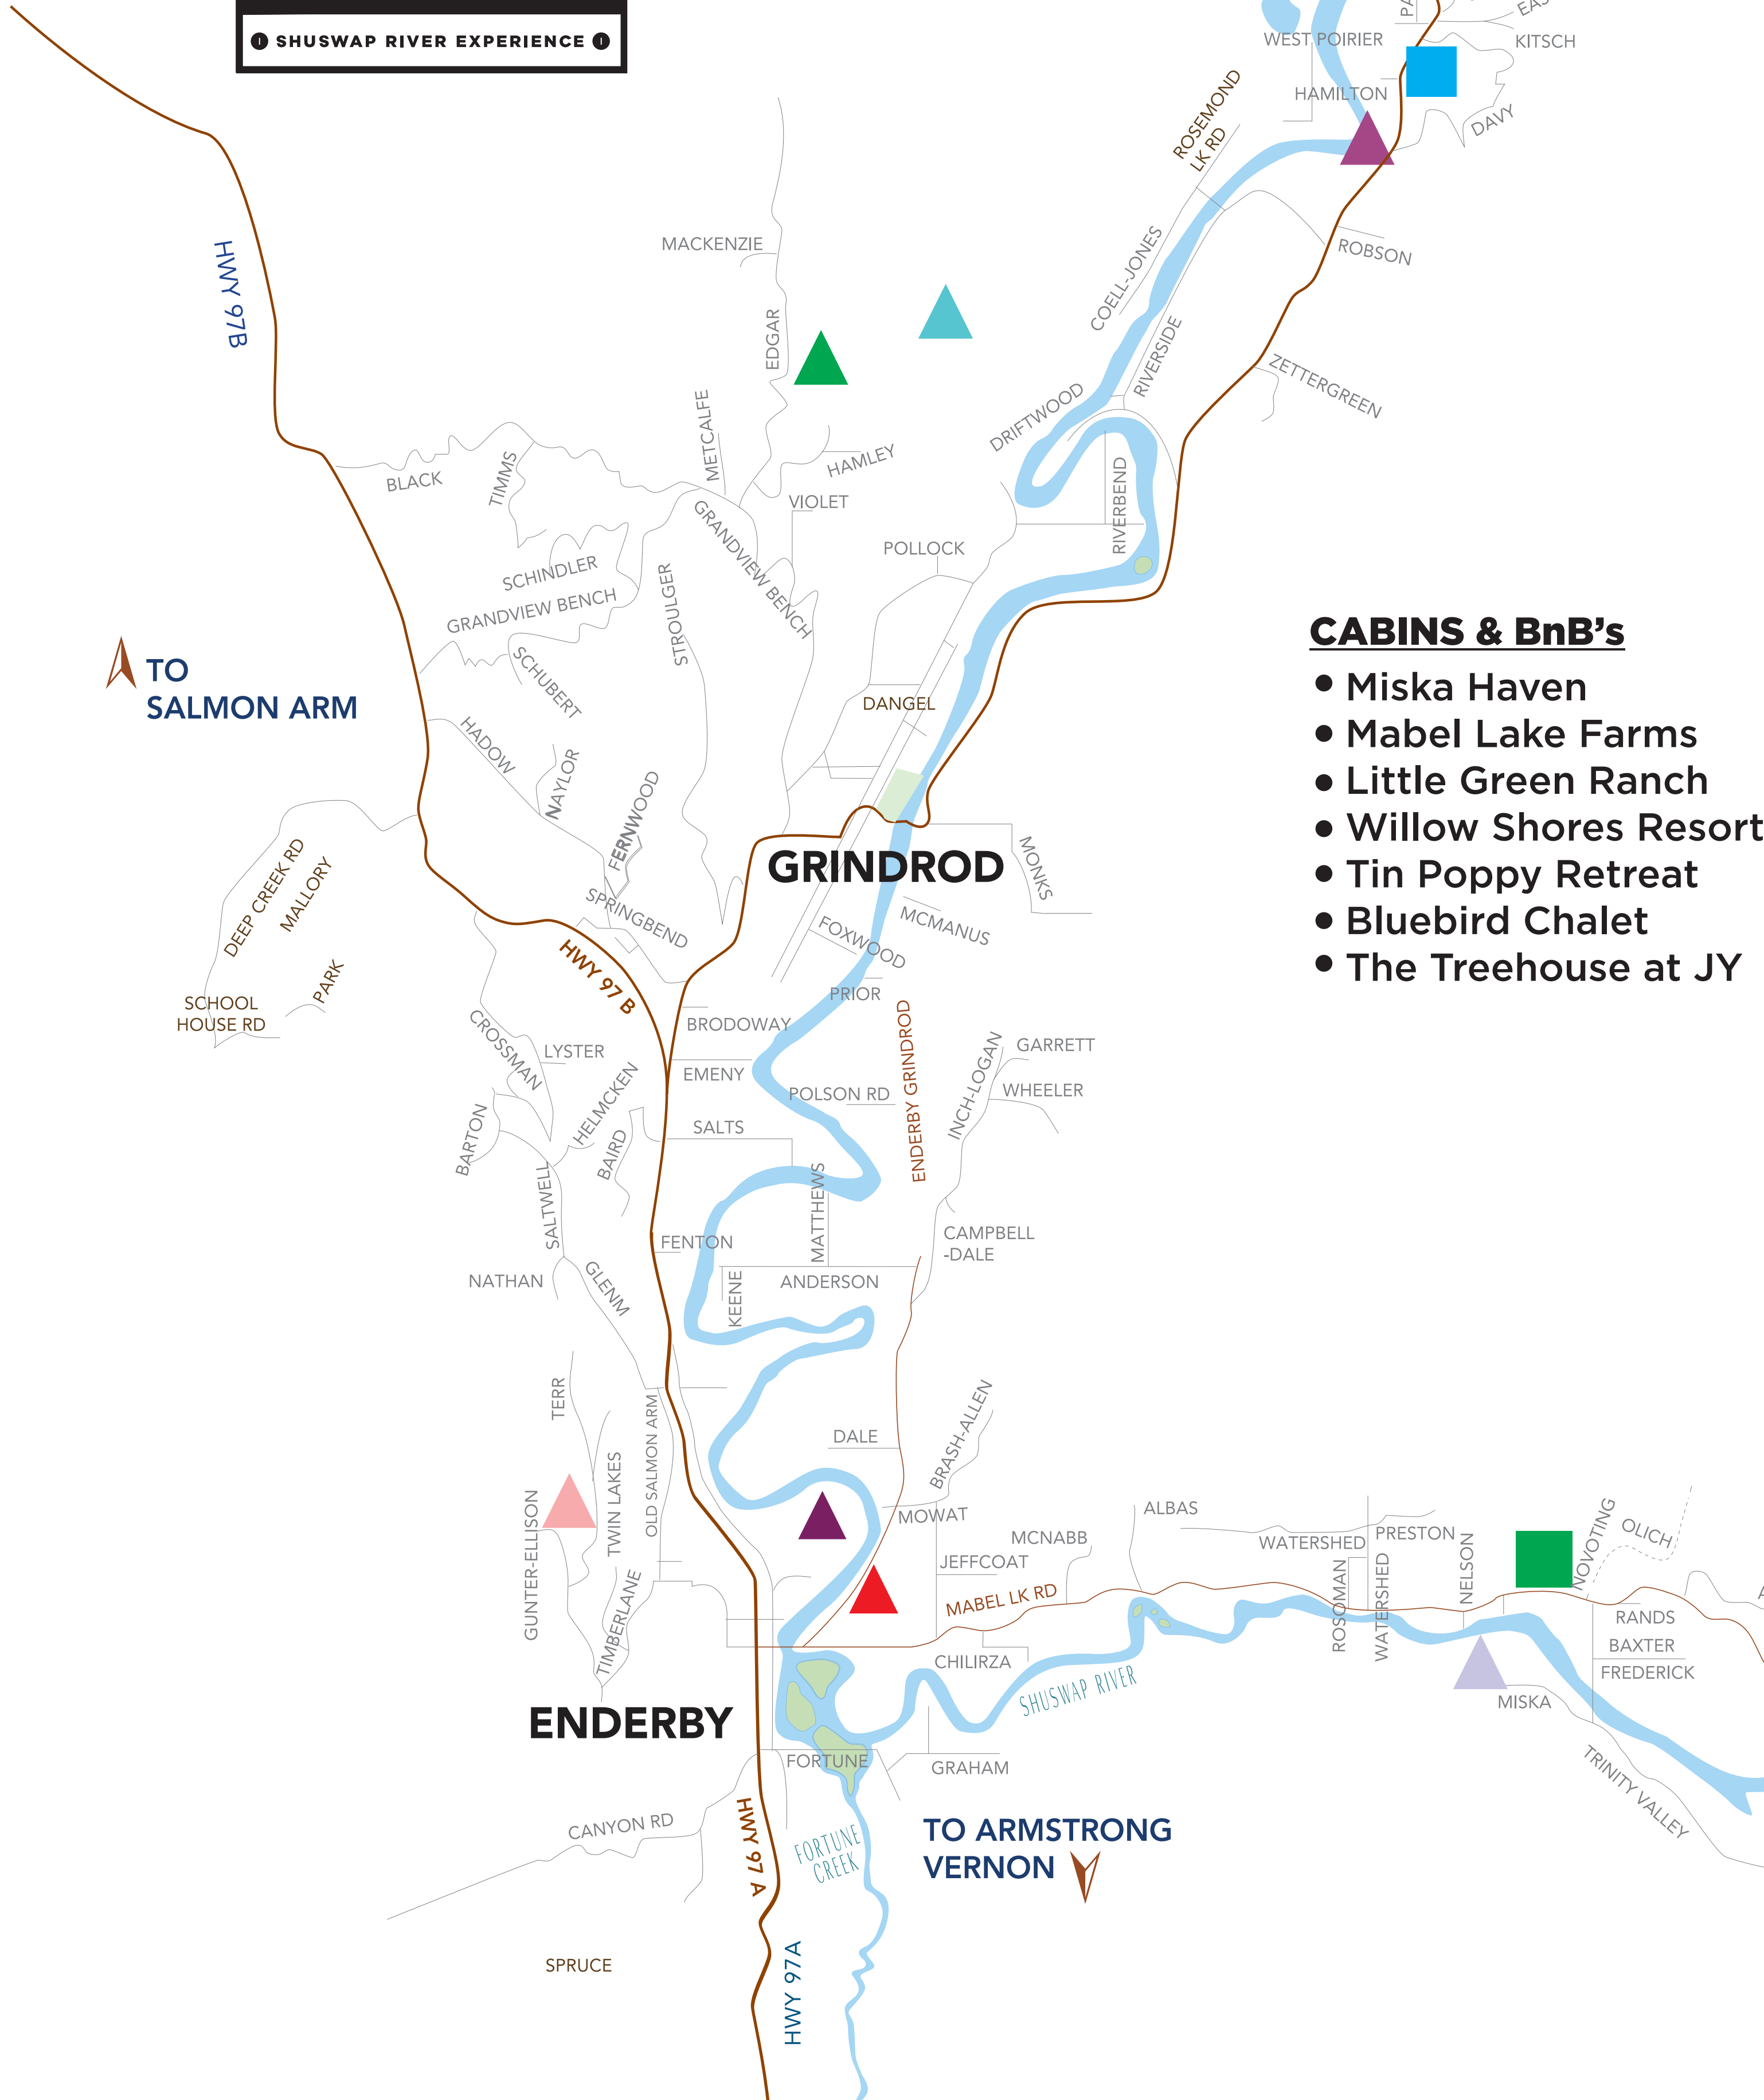 SHUSWAP RIVER EXPERIENCE
WEST POIRIER
KITSCH
HAMILTON
DAVY
ROSEMOND
LK RD
HWY 97B
MACKENZIE
COELL-JONES
ROBSON
EDGAR
RIVERSIDE
ZETTERGREEN
DRIFTWOOD
METCALFE
BLACK
TIMMS
HAMLEY
VIOLET
RIVERBEND
GRANDVIEW BENCH
POLLOCK
SCHINDLER
GRANDVIEW BENCH
STROULGER
SCHUBERT
TO
SALMON ARM
DANGEL
HADOW
NAYLOR
FERNWOOD
CABINS & BnB's
• Miska Haven
• Mabel Lake Farms
• Little Green Ranch
• Willow Shores Resort
• Tin Poppy Retreat
• Bluebird Chalet
• The Treehouse at JY
GRINDROD
MONKS
DEEP CREEK RD
MALLORY
SPRINGBEND
MCMANUS
FOXWOOD
HWY 97 B
PARK
PRIOR
SCHOOL
HOUSE RD
BRODOWAY
ENDERBY GRINDROD
CROSSMAN
LYSTER
INCH-LOGAN
GARRETT
EMENY
WHEELER
HELMCKEN
POLSON RD
BARTON
BAIRD
SALTS
SALTWELL
MATTHEWS
FENTON
CAMPBELL
-DALE
NATHAN
GLENM
KEENE
ANDERSON
TERR
OLD SALMON ARM
DALE
BRASH-ALLEN
GUNTER-ELLISON
TWIN LAKES
MOWAT
ALBAS
MCNABB
WATERSHED
PRESTON
NELSON
NOVOTING
OLICH
JEFFCOAT
TIMBERLANE
MABEL LK RD
ROSOMAN
WATERSHED
RANDS
BAXTER
FREDERICK
CHILIRZA
SHUSWAP RIVER
MISKA
ENDERBY
FORTUNE
GRAHAM
TRINITY VALLEY
CANYON RD
HWY 97 A
FORTUNE
CREEK
TO ARMSTRONG
VERNON
HWY 97A
SPRUCE